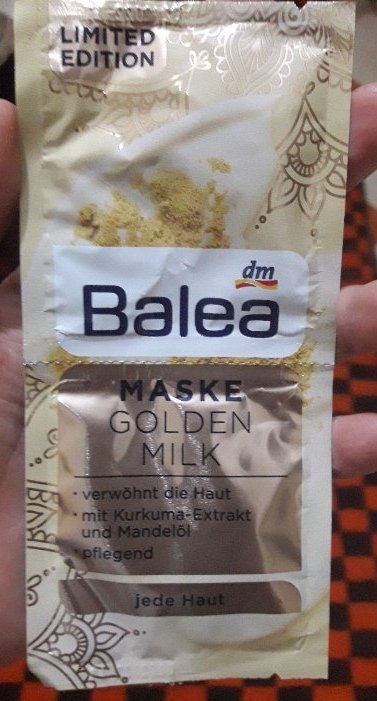 LIMITED
EDITION
dm
Balea
MASKE
GOLDEN
MILK
· verwöhnt die Haut
· mit Kurkuma-Extrakt
und Mandelöl
· pflegend
jede Haut